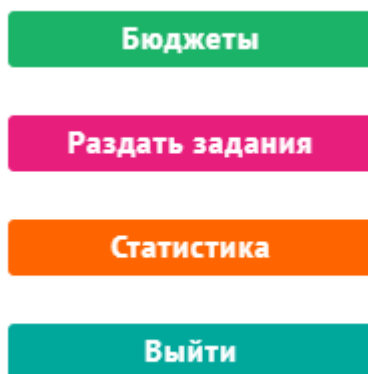 Бюджеты
Раздать задания
Статистика
Выйти